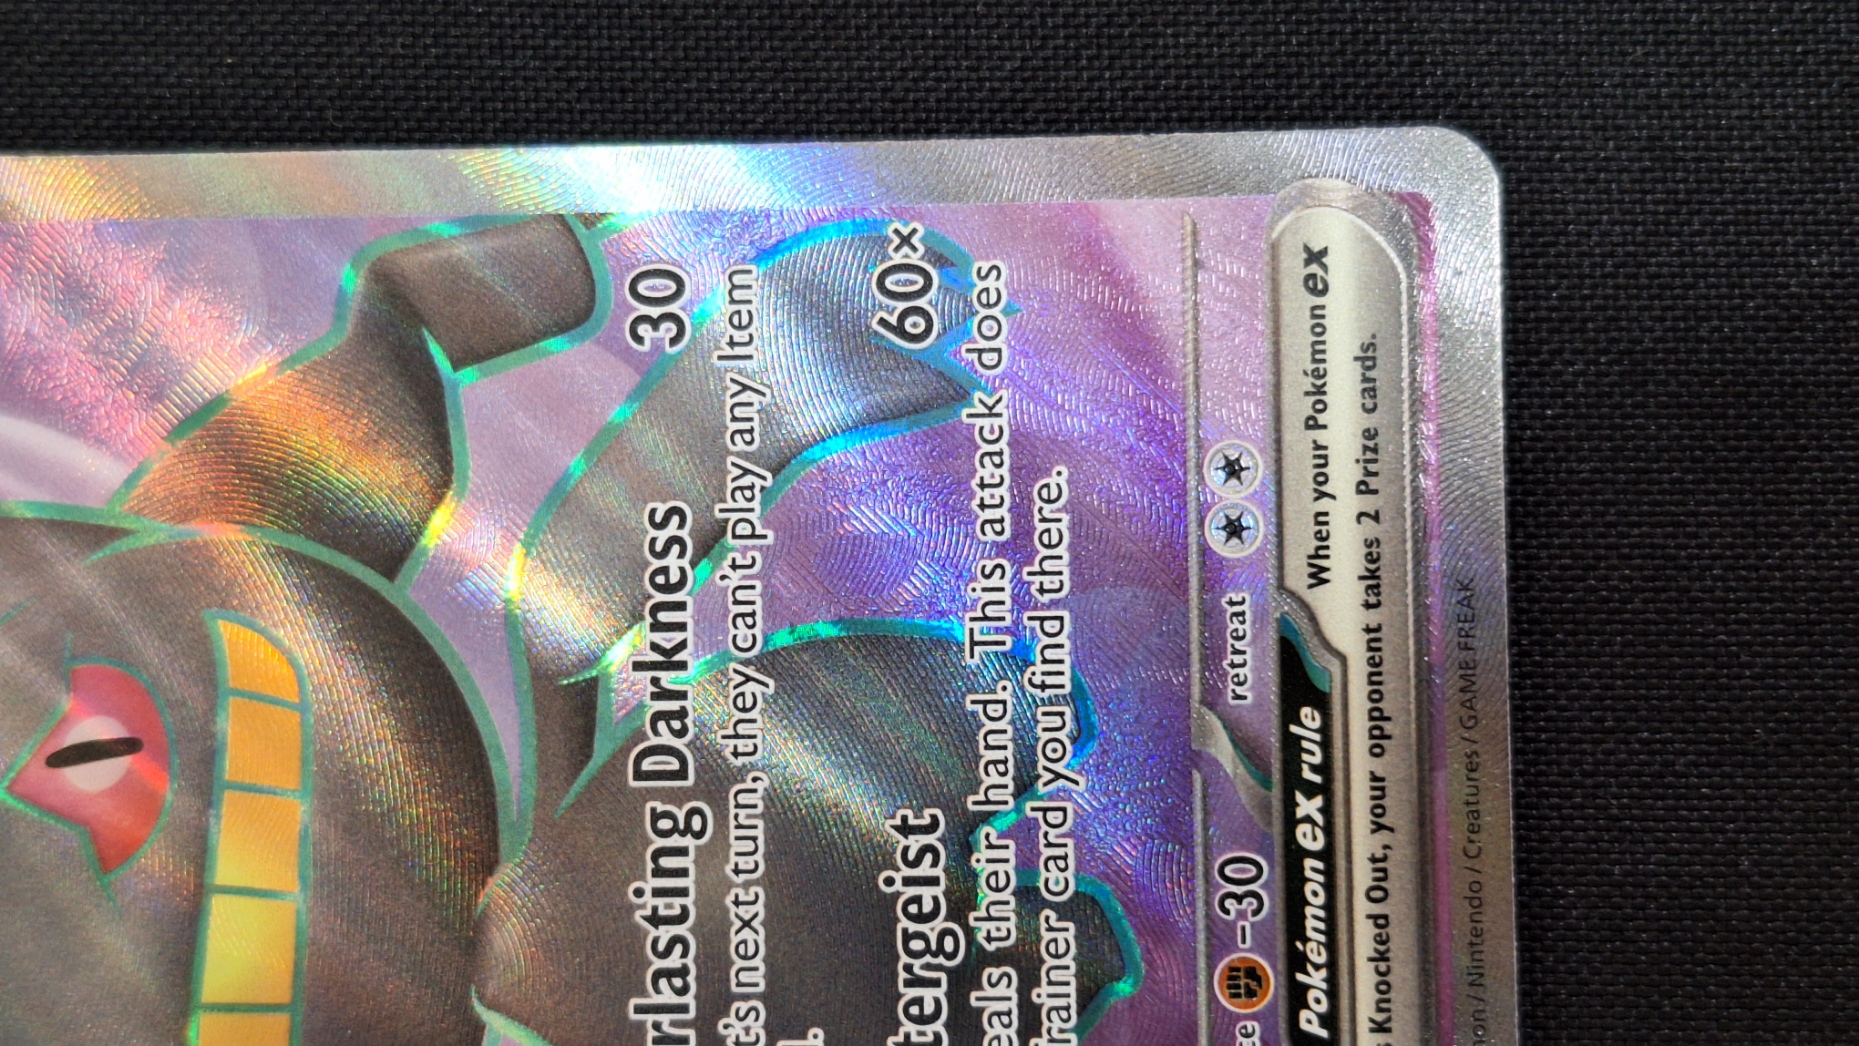 rlasting Darkness 30
t's next turn, they can't play any Item
l.
tergeist 60×
eals their hand. This attack does
rainer card you find there.
ce -30 retreat
Pokémon ex rule When your Pokémon ex
s Knocked Out, your opponent takes 2 Prize cards.
mon / Nintendo / Creatures / GAME FREAK